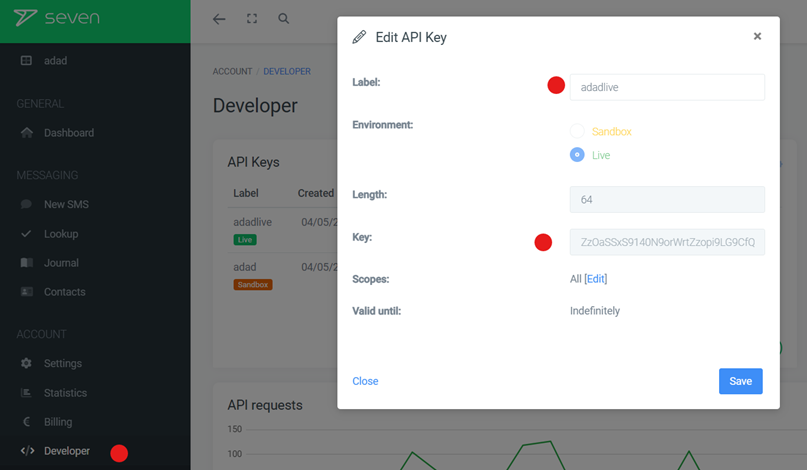 seven
adad
GENERAL
Dashboard
MESSAGING
New SMS
Lookup
Journal
Contacts
ACCOUNT
Settings
Statistics
Billing
Developer
ACCOUNT / DEVELOPER
Developer
API Keys
Label Created
adadlive 04/05/2
Live
adad 04/05/2
Sandbox
API requests
150
100
Edit API Key
Label: adadlive
Environment: Sandbox
Live
Length: 64
Key: ZzOaSSxS9140N9orWrtZzopi9LG9CfQ
Scopes: All [Edit]
Valid until: Indefinitely
Close Save